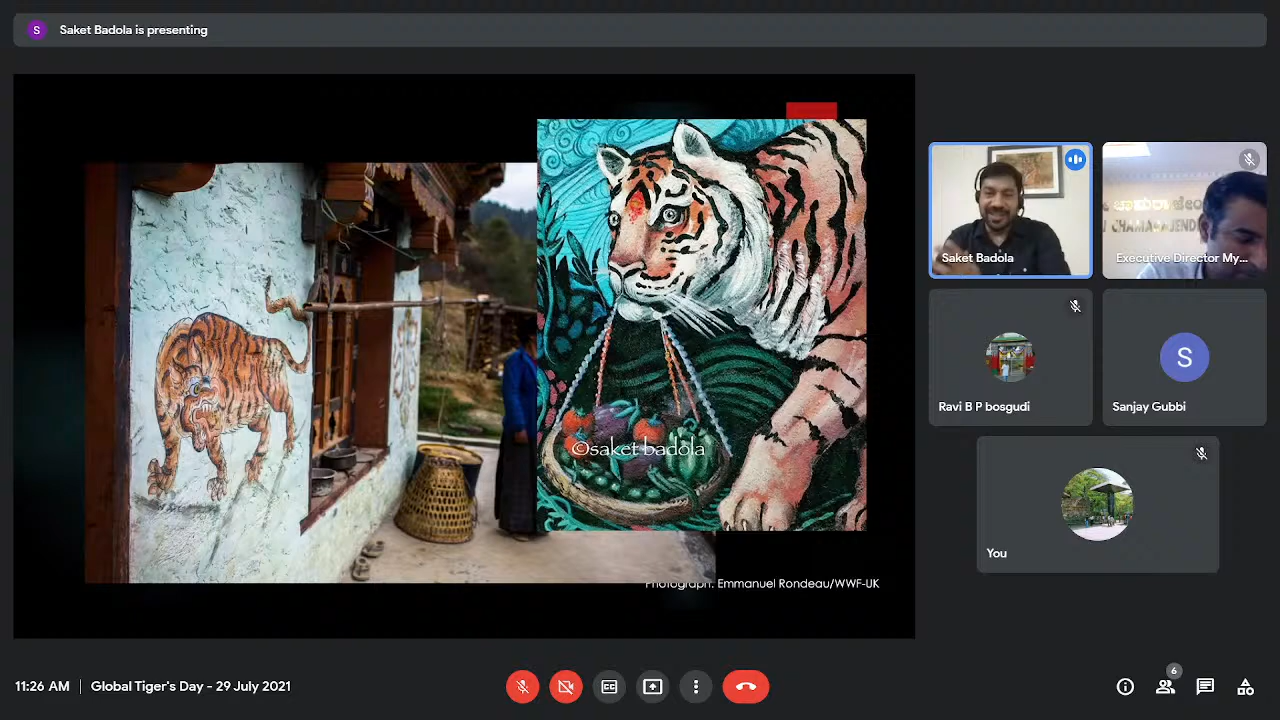 S
Saket Badola is presenting
©saket badola
Photograph: Emmanuel Rondeau/WWF-UK
Saket Badola
CHAMARAJEND
Executive Director My...
Ravi B P bosgudi
S
Sanjay Gubbi
You
11:26 AM
Global Tiger's Day - 29 July 2021
6